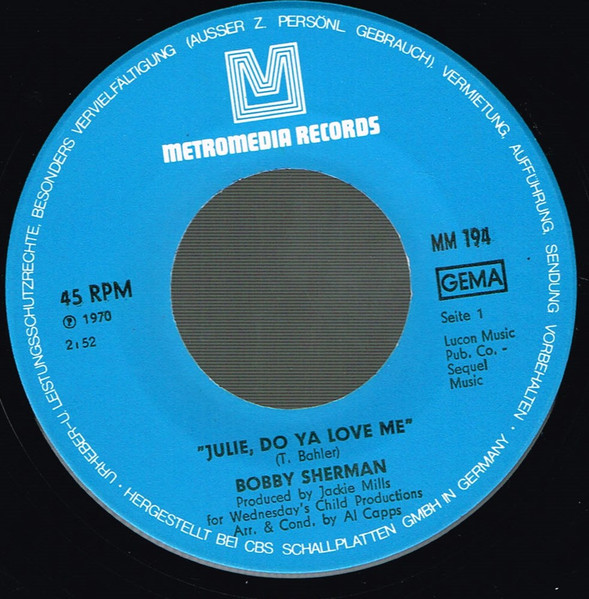 URHEBER-U. LEISTUNGSSCHUTZRECHTE, BESONDERS VERVIELFÄLTIGUNG (AUSSER Z. PERSÖNL GEBRAUCH), VERMIETUNG, AUFFÜHRUNG, SENDUNG VORBEHALTEN ·
M
METROMEDIA RECORDS
45 RPM
Ⓟ 1970
2:52
MM 194
GEMA
Seite 1
Lucon Music
Pub. Co. -
Sequel
Music
"JULIE, DO YA LOVE ME"
(T. Bahler)
BOBBY SHERMAN
Produced by Jackie Mills
for Wednesday's Child Productions
Arr. & Cond. by Al Capps
· HERGESTELLT BEI CBS SCHALLPLATTEN GMBH IN GERMANY ·